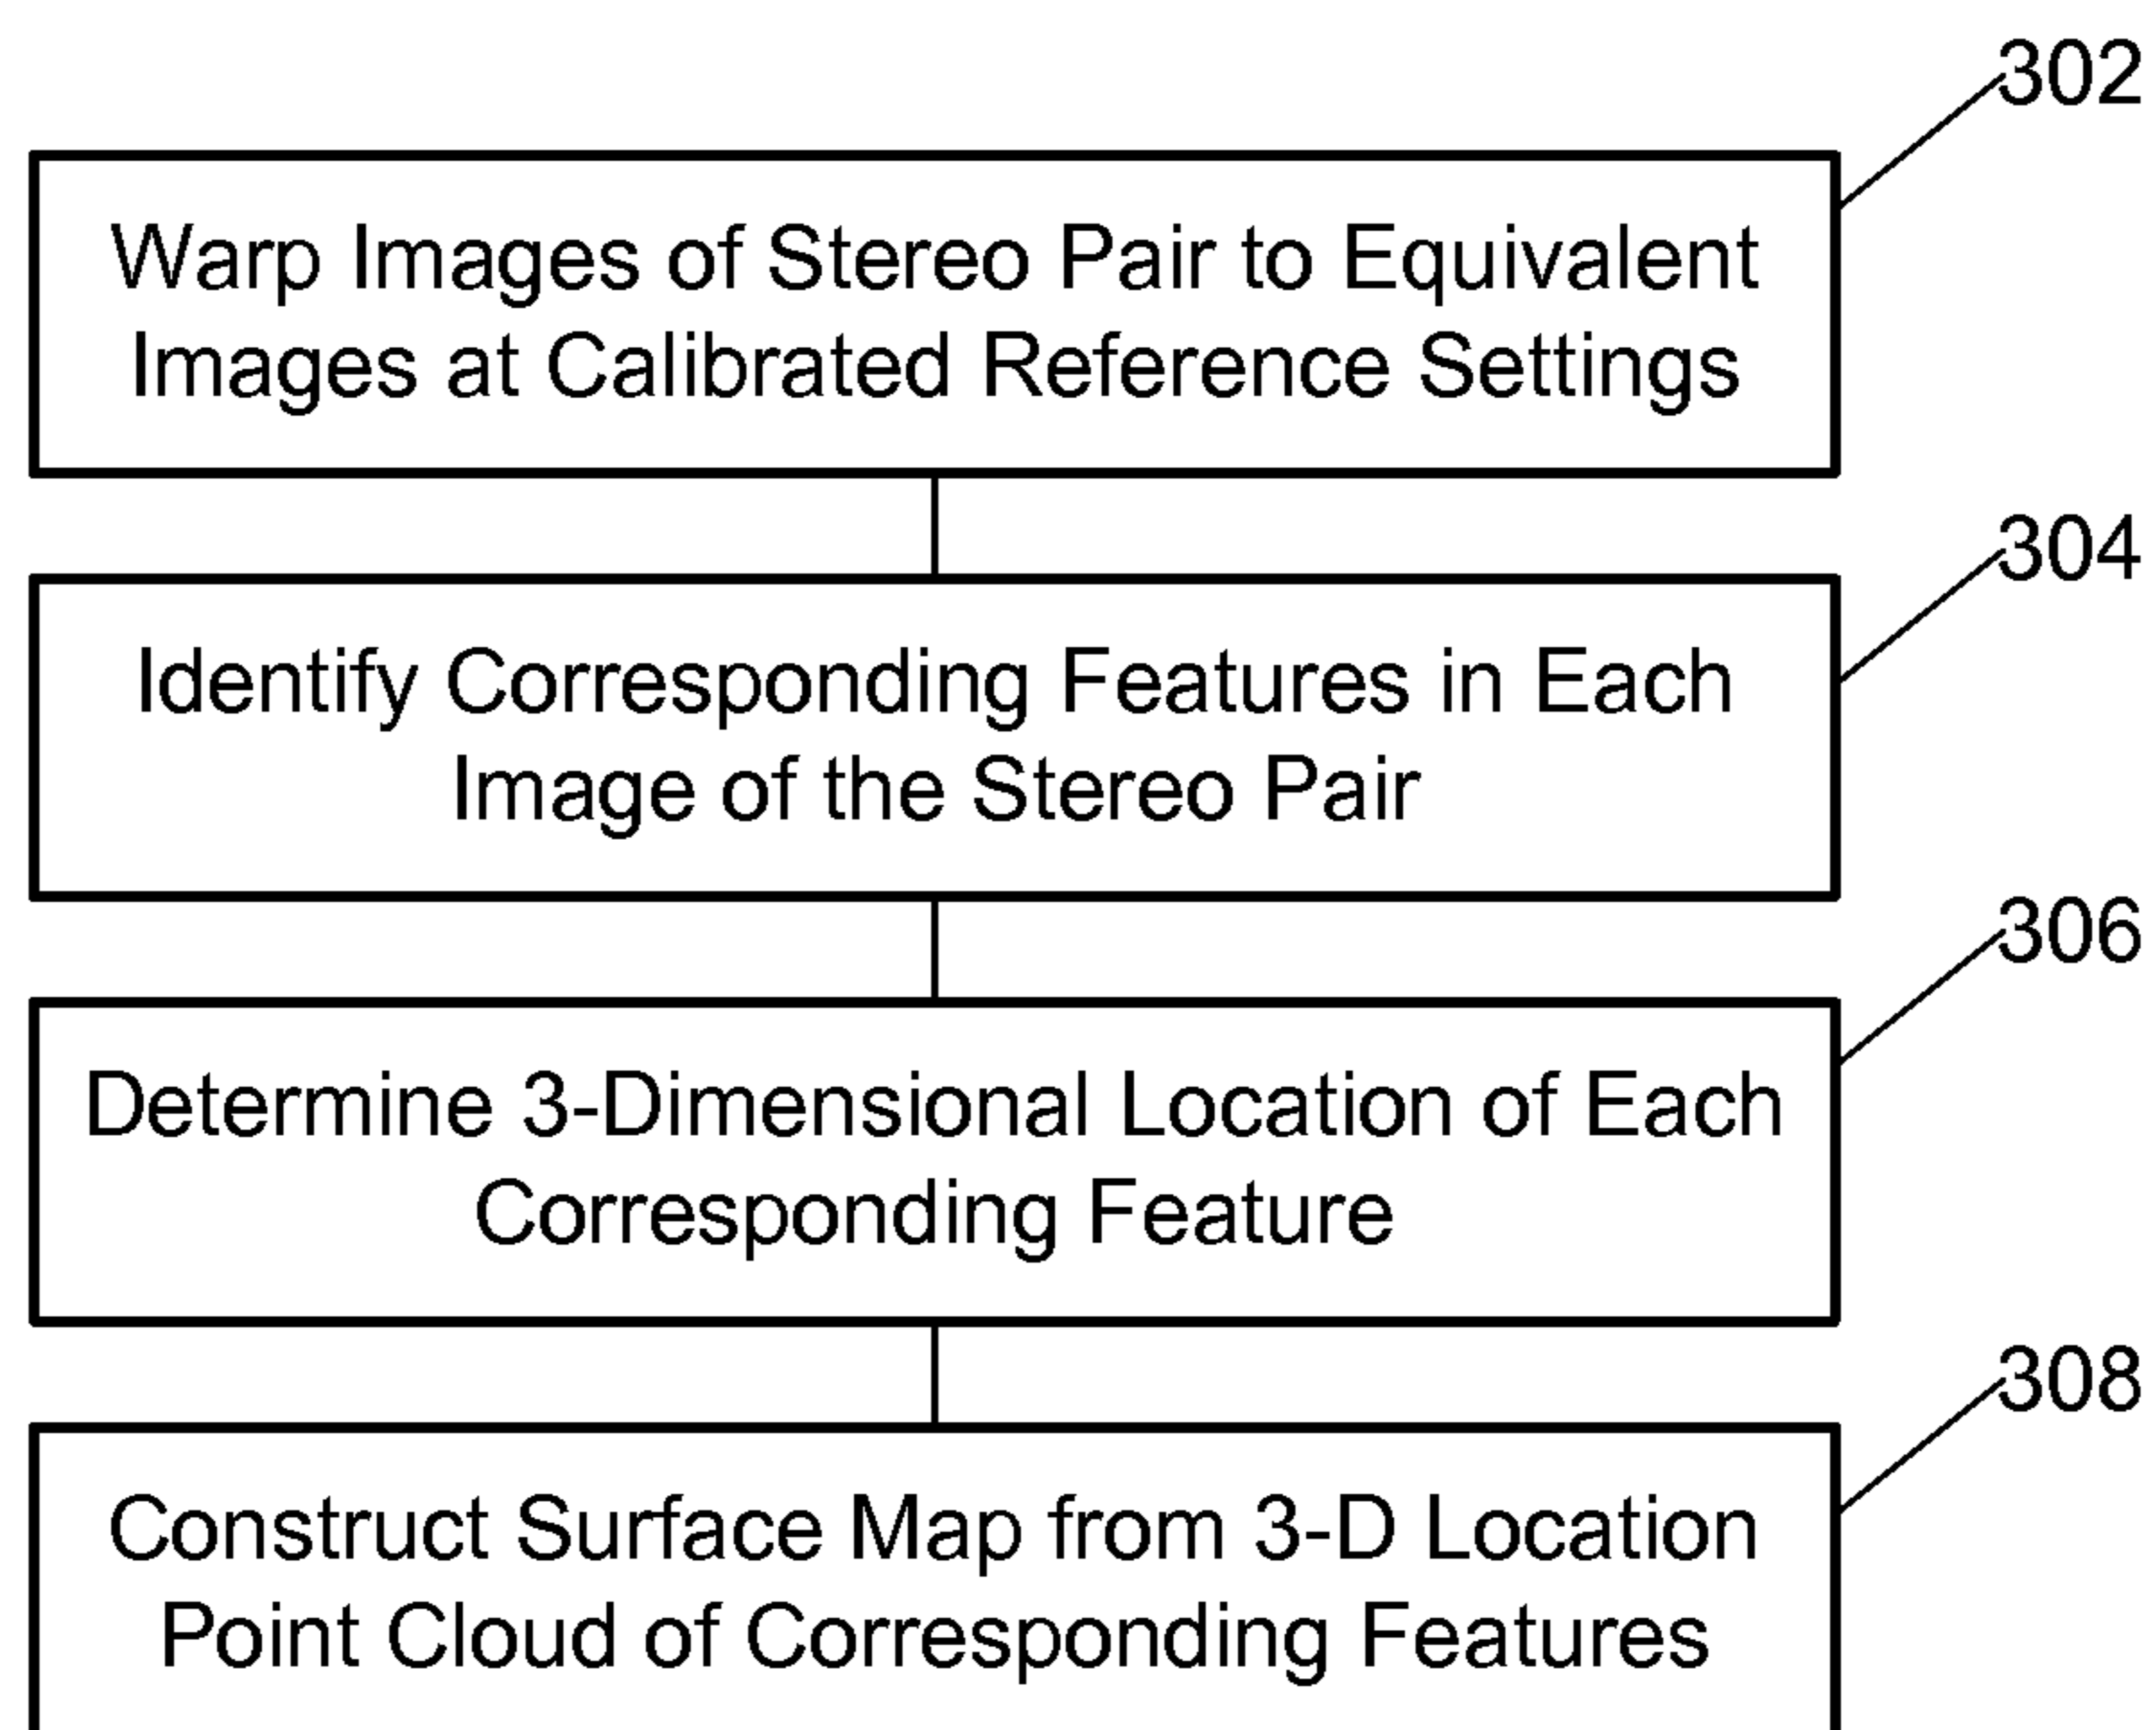 302
Warp Images of Stereo Pair to Equivalent
Images at Calibrated Reference Settings
304
Identify Corresponding Features in Each
Image of the Stereo Pair
306
Determine 3-Dimensional Location of Each
Corresponding Feature
308
Construct Surface Map from 3-D Location
Point Cloud of Corresponding Features